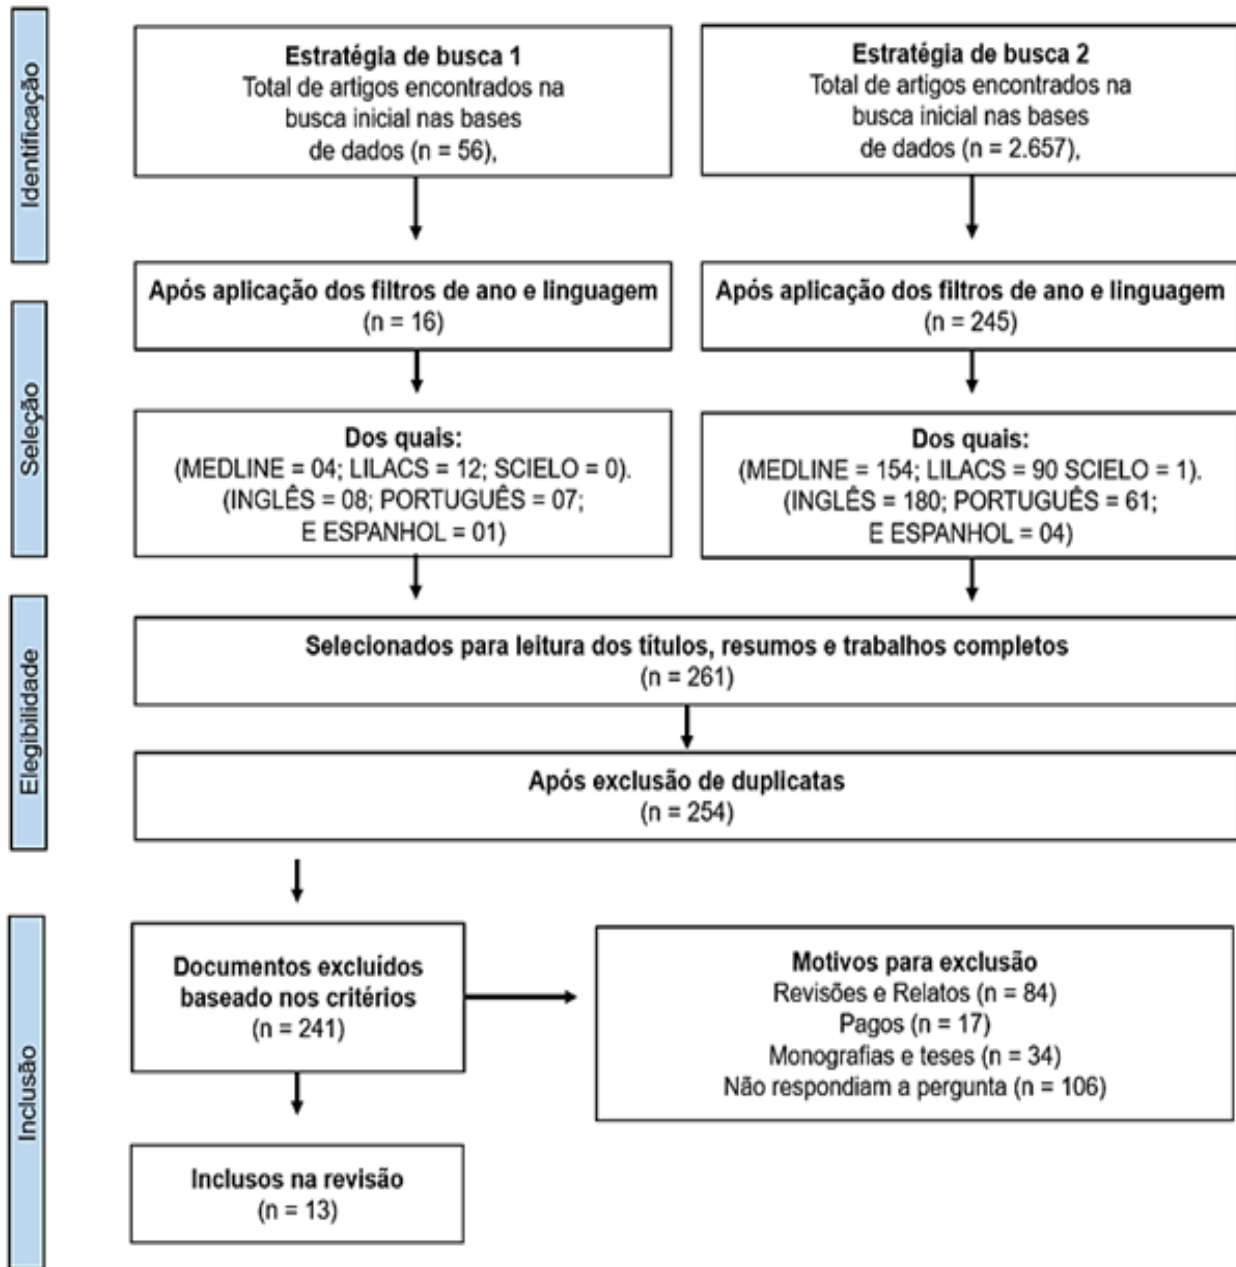 Identificação
Estratégia de busca 1
Total de artigos encontrados na
busca inicial nas bases
de dados (n = 56),
Estratégia de busca 2
Total de artigos encontrados na
busca inicial nas bases
de dados (n = 2.657),
Seleção
Após aplicação dos filtros de ano e linguagem
(n = 16)
Após aplicação dos filtros de ano e linguagem
(n = 245)
Dos quais:
(MEDLINE = 04; LILACS = 12; SCIELO = 0).
(INGLÊS = 08; PORTUGUÊS = 07;
E ESPANHOL = 01)
Dos quais:
(MEDLINE = 154; LILACS = 90 SCIELO = 1).
(INGLÊS = 180; PORTUGUÊS = 61;
E ESPANHOL = 04)
Elegibilidade
Selecionados para leitura dos títulos, resumos e trabalhos completos
(n = 261)
Após exclusão de duplicatas
(n = 254)
Inclusão
Documentos excluídos
baseado nos critérios
(n = 241)
Motivos para exclusão
Revisões e Relatos (n = 84)
Pagos (n = 17)
Monografias e teses (n = 34)
Não respondiam a pergunta (n = 106)
Inclusos na revisão
(n = 13)